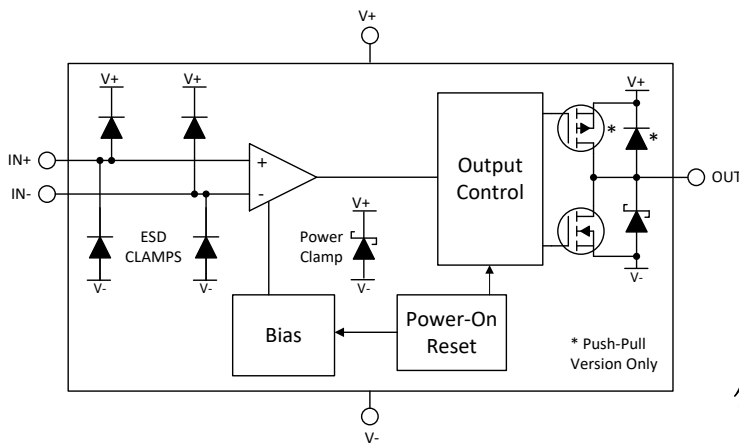 V+
V+
V+
V+
IN+
IN-
+
-
Output
Control
*
*
OUT
ESD
CLAMPS
Power
Clamp
V+
V-
V-
V-
V-
Bias
Power-On
Reset
* Push-Pull
Version Only
V-